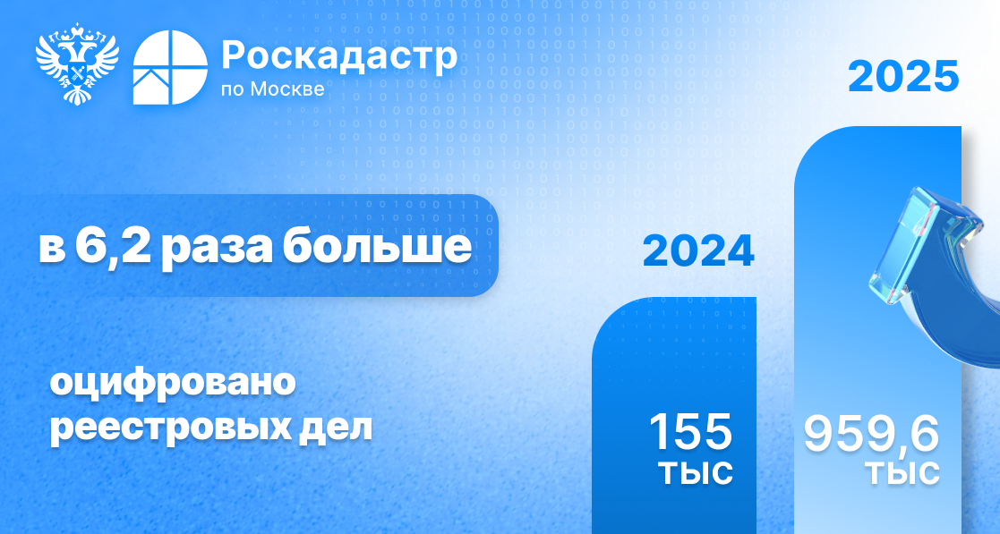 Роскадастр
по Москве
2025
в 6,2 раза больше
2024
оцифровано
реестровых дел
155
тыс
959,6
тыс